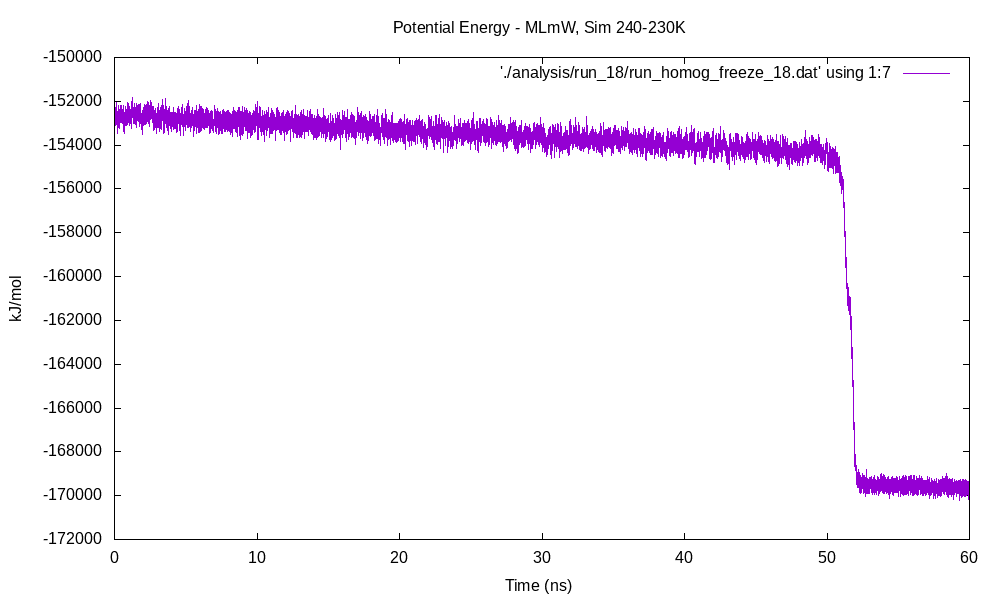 Potential Energy - MLmW, Sim 240-230K
'./analysis/run_18/run_homog_freeze_18.dat' using 1:7
-150000
-152000
-154000
-156000
-158000
-160000
-162000
-164000
-166000
-168000
-170000
-172000
kJ/mol
0 10 20 30 40 50 60
Time (ns)